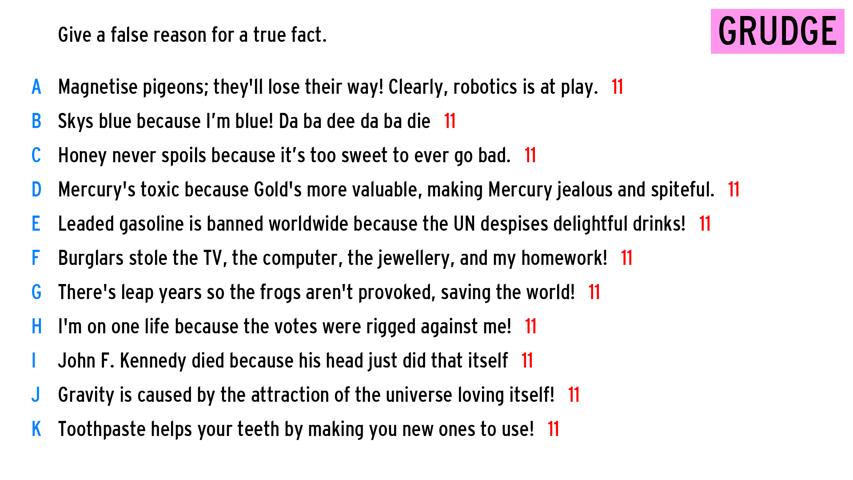 Give a false reason for a true fact.
GRUDGE
A Magnetise pigeons; they'll lose their way! Clearly, robotics is at play. 11
B Skys blue because I’m blue! Da ba dee da ba die 11
C Honey never spoils because it’s too sweet to ever go bad. 11
D Mercury's toxic because Gold's more valuable, making Mercury jealous and spiteful. 11
E Leaded gasoline is banned worldwide because the UN despises delightful drinks! 11
F Burglars stole the TV, the computer, the jewellery, and my homework! 11
G There's leap years so the frogs aren't provoked, saving the world! 11
H I'm on one life because the votes were rigged against me! 11
I John F. Kennedy died because his head just did that itself 11
J Gravity is caused by the attraction of the universe loving itself! 11
K Toothpaste helps your teeth by making you new ones to use! 11